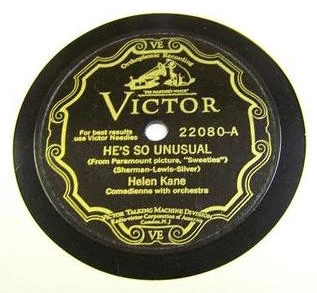 VE
Orthophonic Recording
"HIS MASTER'S VOICE"
VICTOR
For best results
use Victor Needles
22080-A
HE'S SO UNUSUAL
(From Paramount picture, "Sweeties")
(Sherman-Lewis-Silver)
Helen Kane
Comedienne with orchestra
VICTOR TALKING MACHINE DIVISION
Radio-Victor Corporation of America
Camden, N.J.
VE